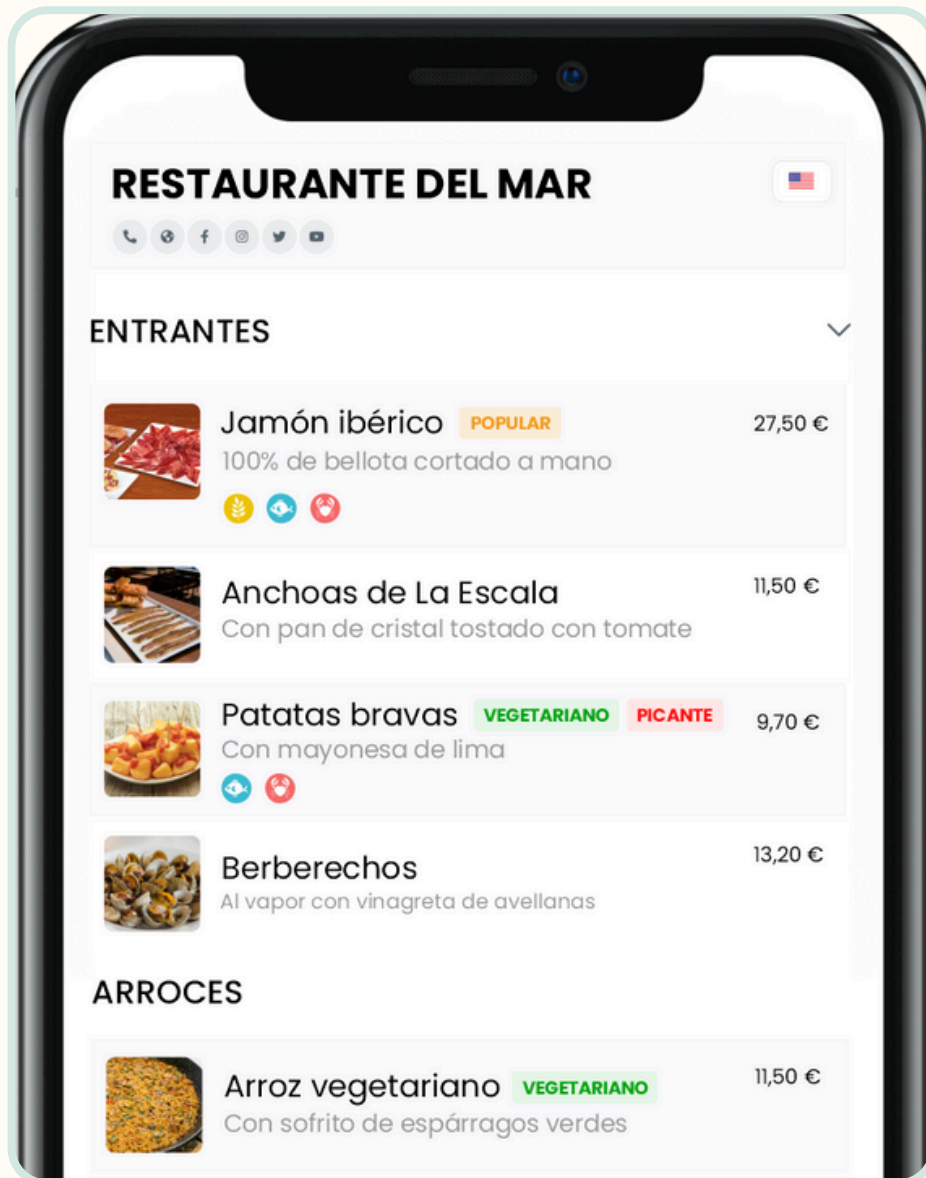 RESTAURANTE DEL MAR
ENTRANTES
Jamón ibérico POPULAR 27,50 €
100% de bellota cortado a mano
Anchoas de La Escala 11,50 €
Con pan de cristal tostado con tomate
Patatas bravas VEGETARIANO PICANTE 9,70 €
Con mayonesa de lima
Berberechos 13,20 €
Al vapor con vinagreta de avellanas
ARROCES
Arroz vegetariano VEGETARIANO 11,50 €
Con sofrito de espárragos verdes